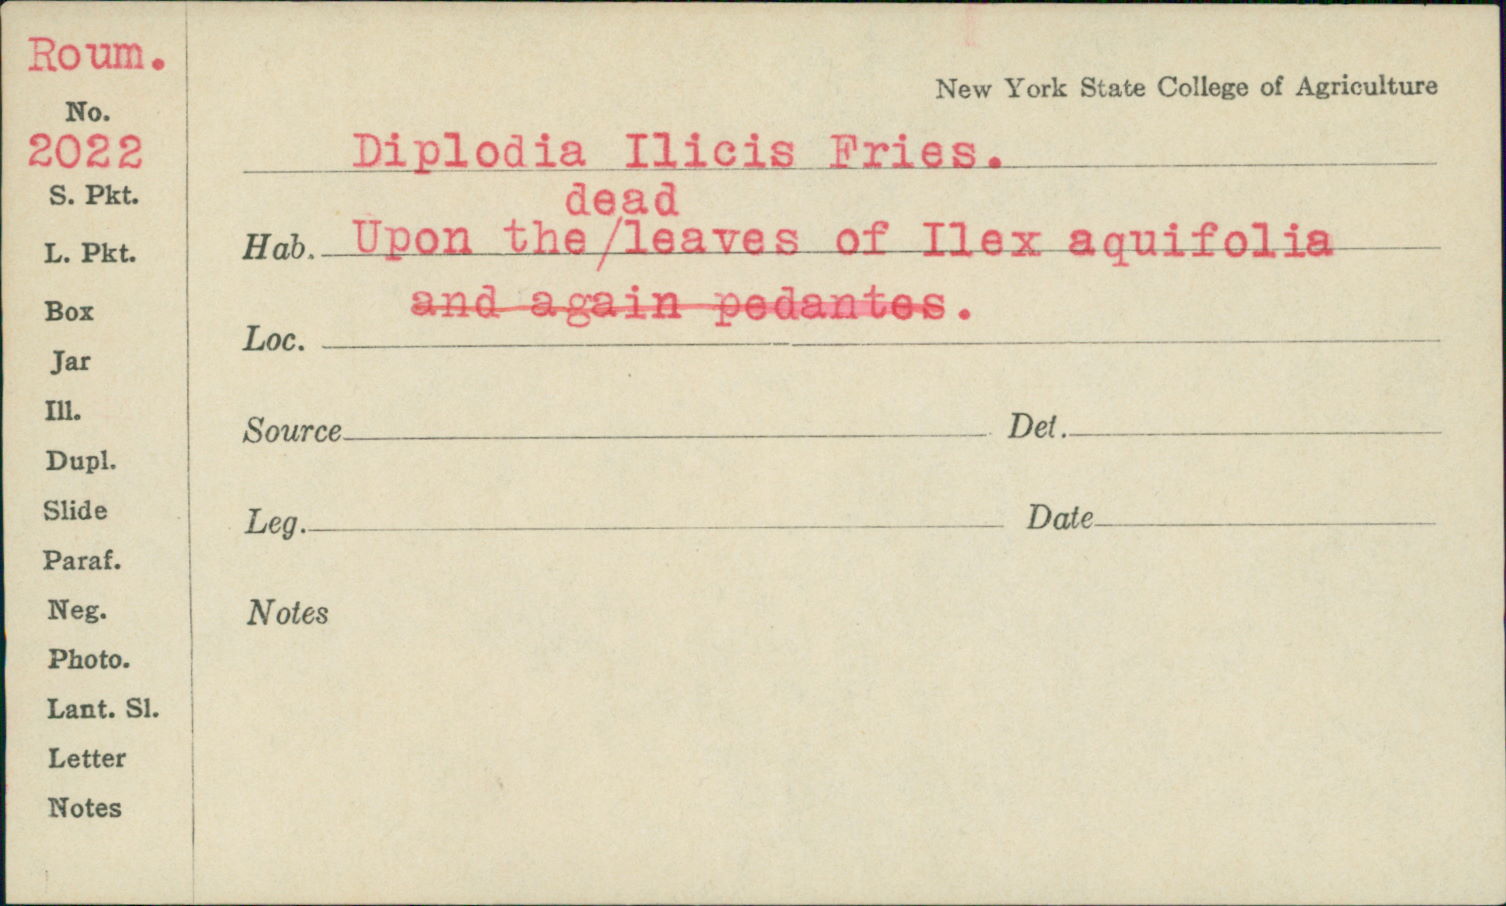 Roum.
No.
2022
S. Pkt.
L. Pkt.
Box
Jar
Ill.
Dupl.
Slide
Paraf.
Neg.
Photo.
Lant. Sl.
Letter
Notes
New York State College of Agriculture
Diplodia Ilicis Fries.
dead
Hab. Upon the/leaves of Ilex aquifolia
and again pedantes.
Loc.
Source Det.
Leg. Date
Notes